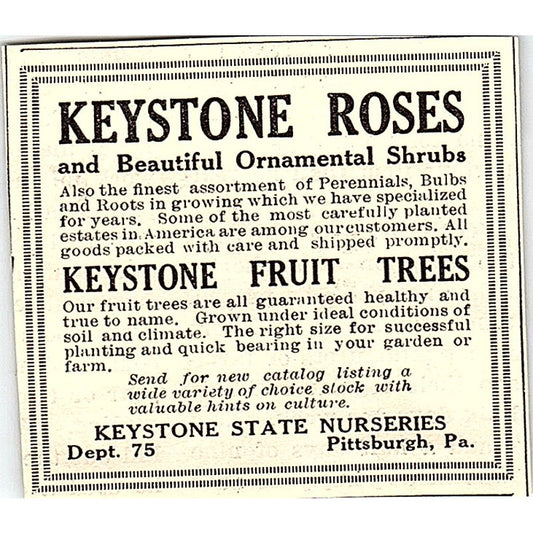 KEYSTONE ROSES
and Beautiful Ornamental Shrubs
Also the finest assortment of Perennials, Bulbs
and Roots in growing which we have specialized
for years. Some of the most carefully planted
estates in America are among our customers. All
goods packed with care and shipped promptly.
KEYSTONE FRUIT TREES
Our fruit trees are all guaranteed healthy and
true to name. Grown under ideal conditions of
soil and climate. The right size for successful
planting and quick bearing in your garden or
farm.
Send for new catalog listing a
wide variety of choice stock with
valuable hints on culture.
KEYSTONE STATE NURSERIES
Dept. 75 Pittsburgh, Pa.